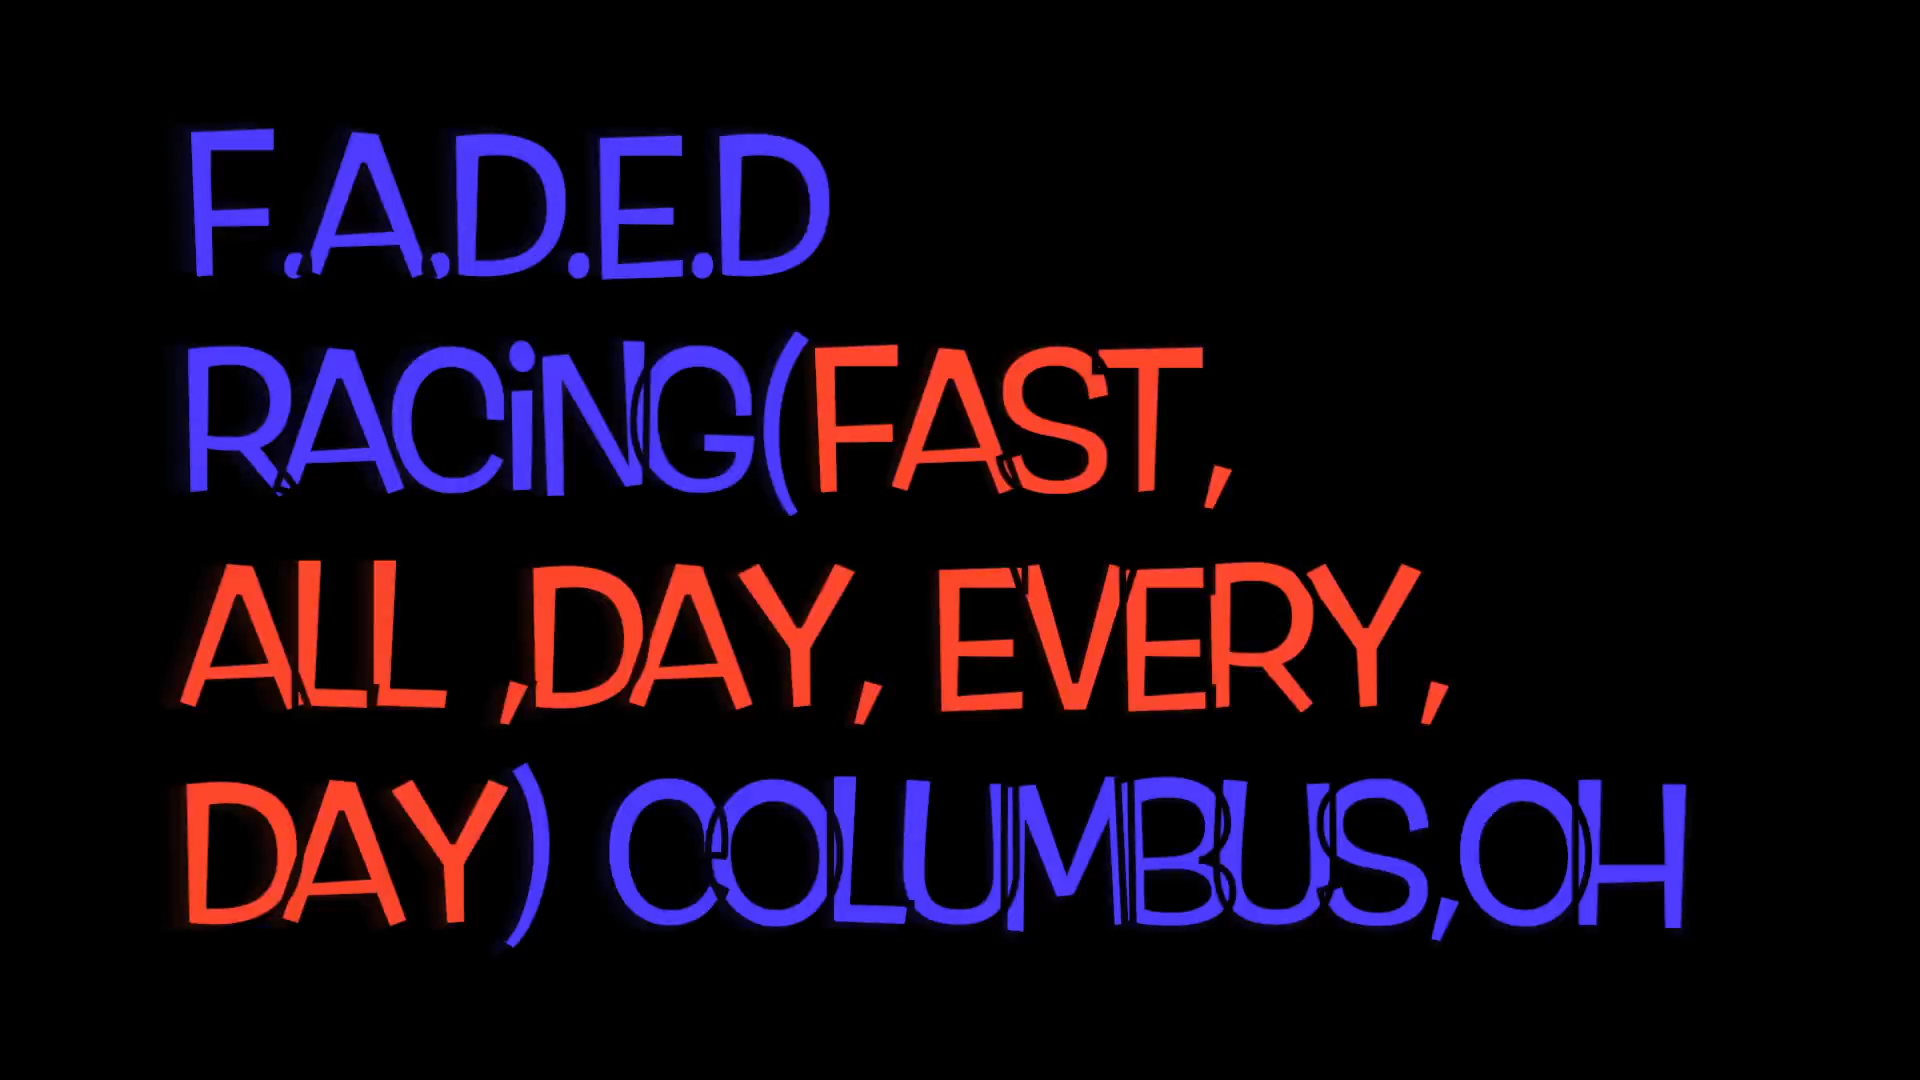 F.A.D.E.D
RACiNG(FAST,
ALL ,DAY, EVERY,
DAY) COLUMBUS,OH